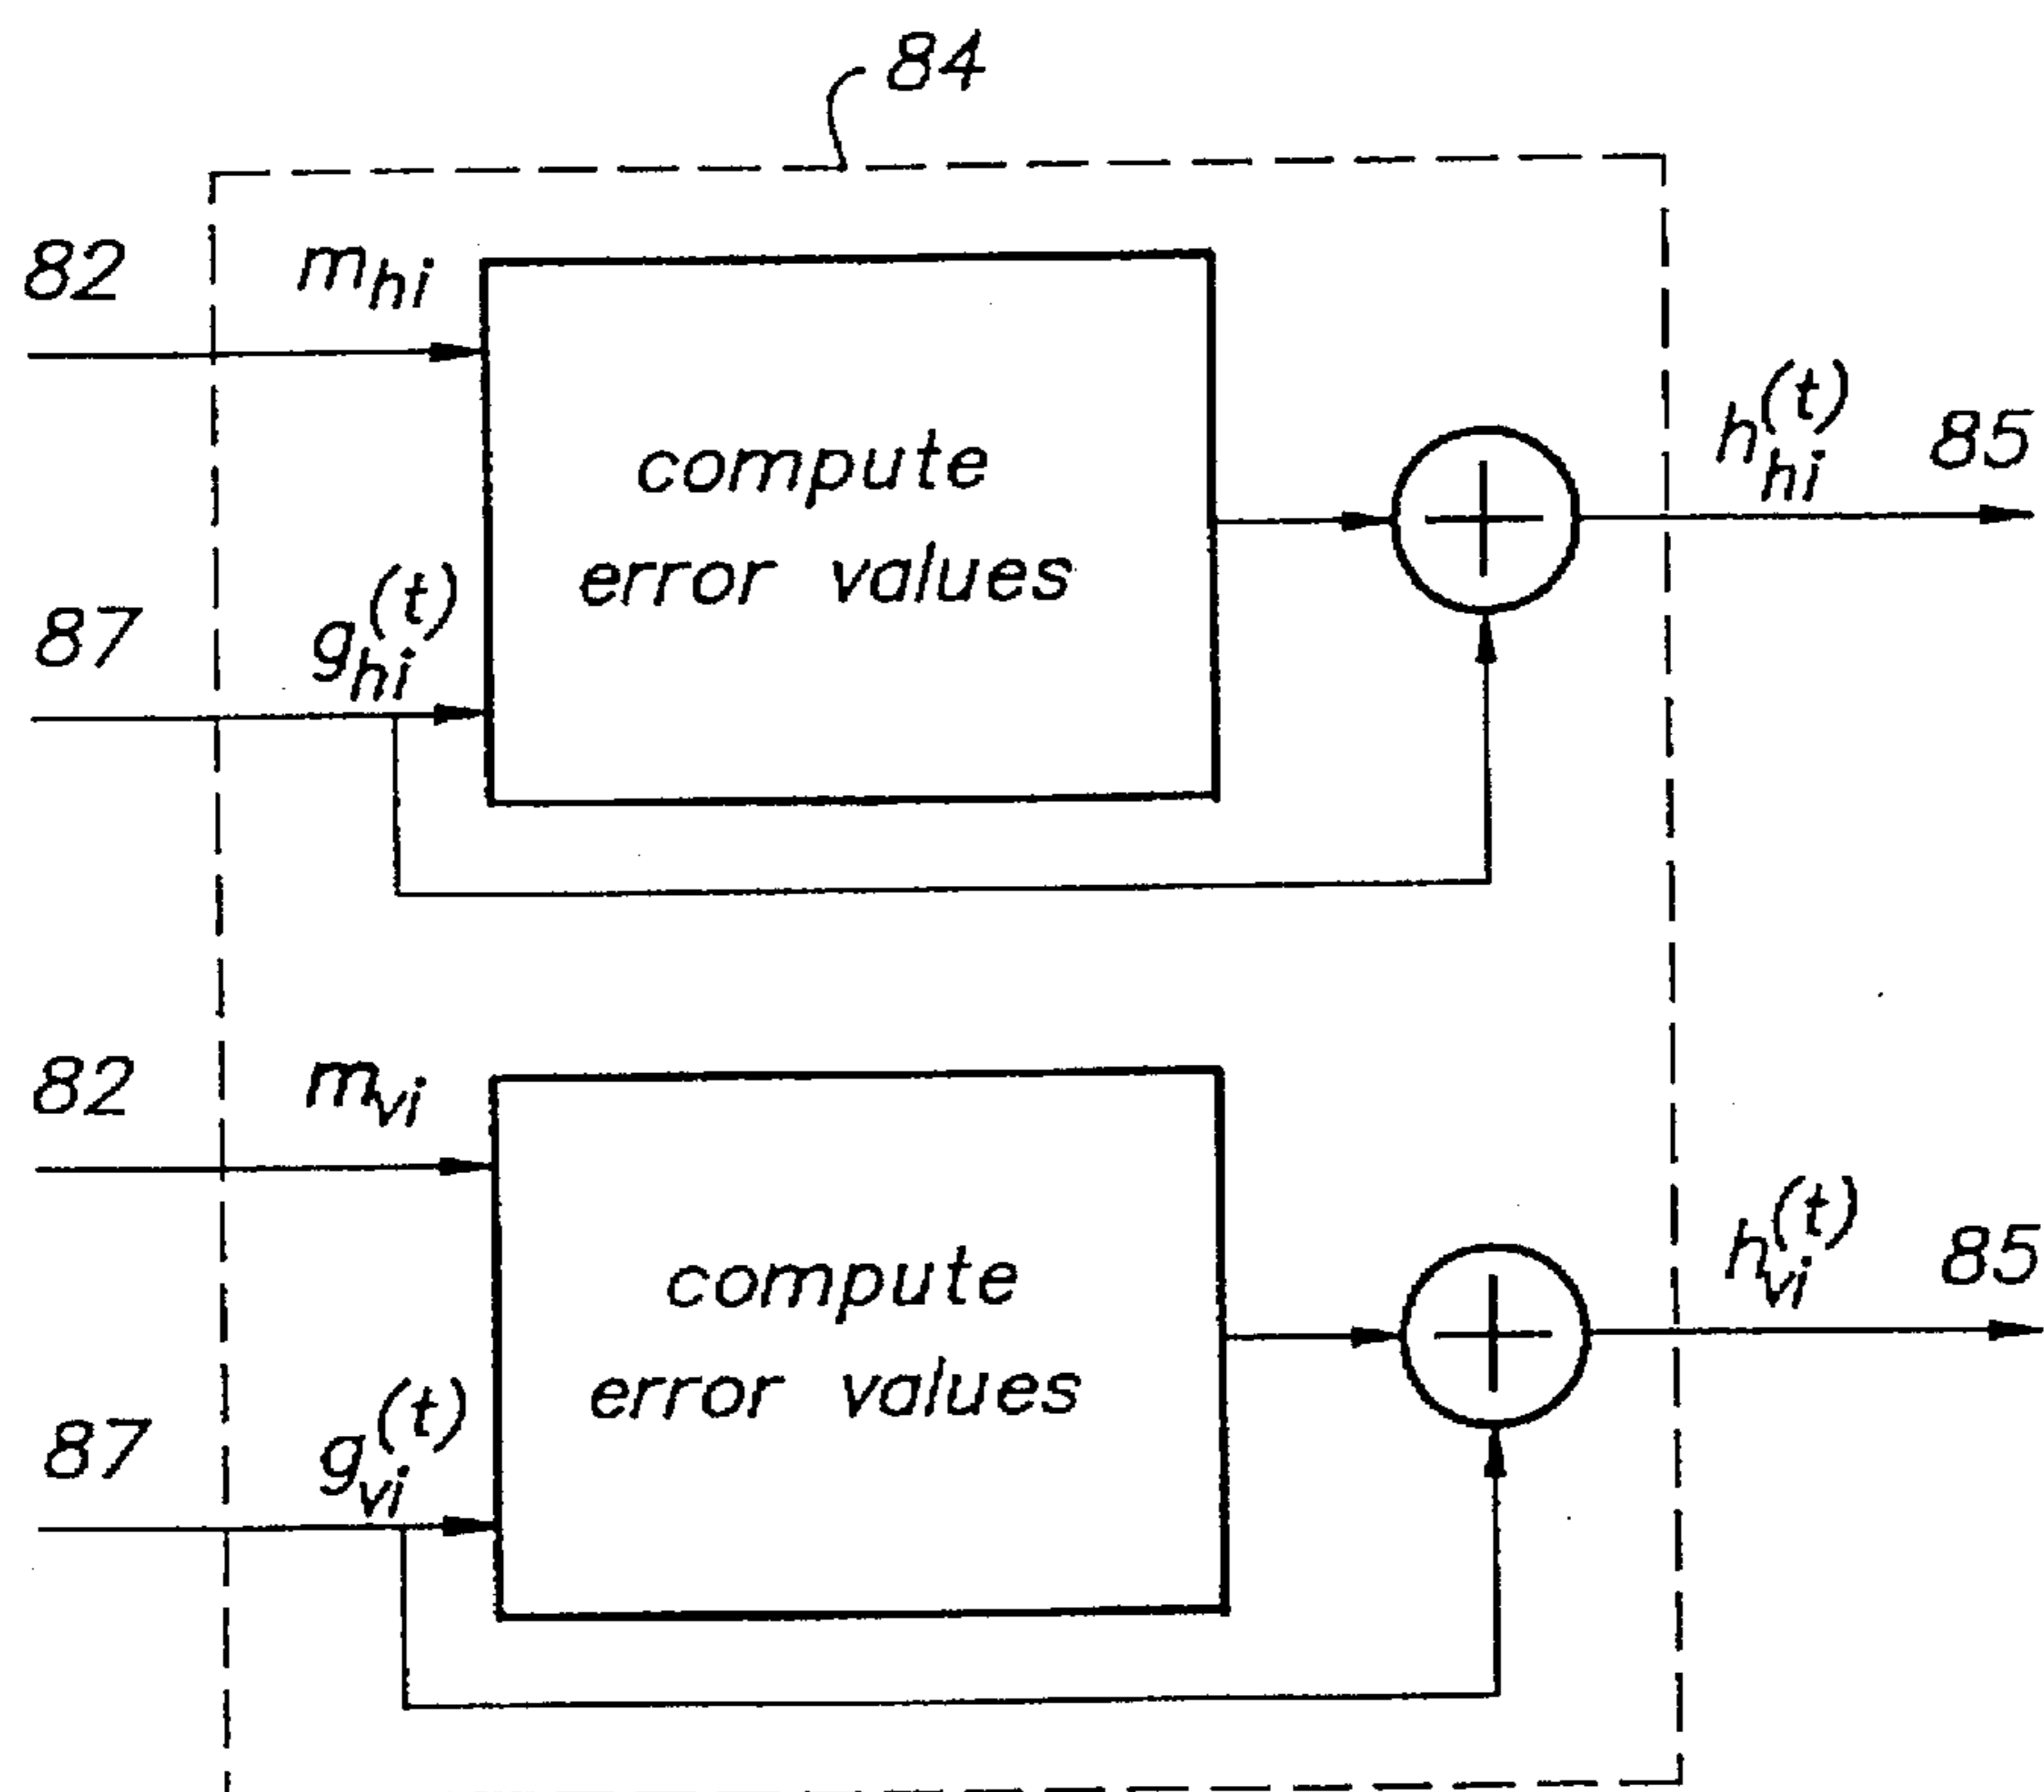 84
82 m_hi
compute
error values
h_hi^(t) 85
87 g_hi^(t)
82 m_vi
compute
error values
h_vi^(t) 85
87 g_vi^(t)